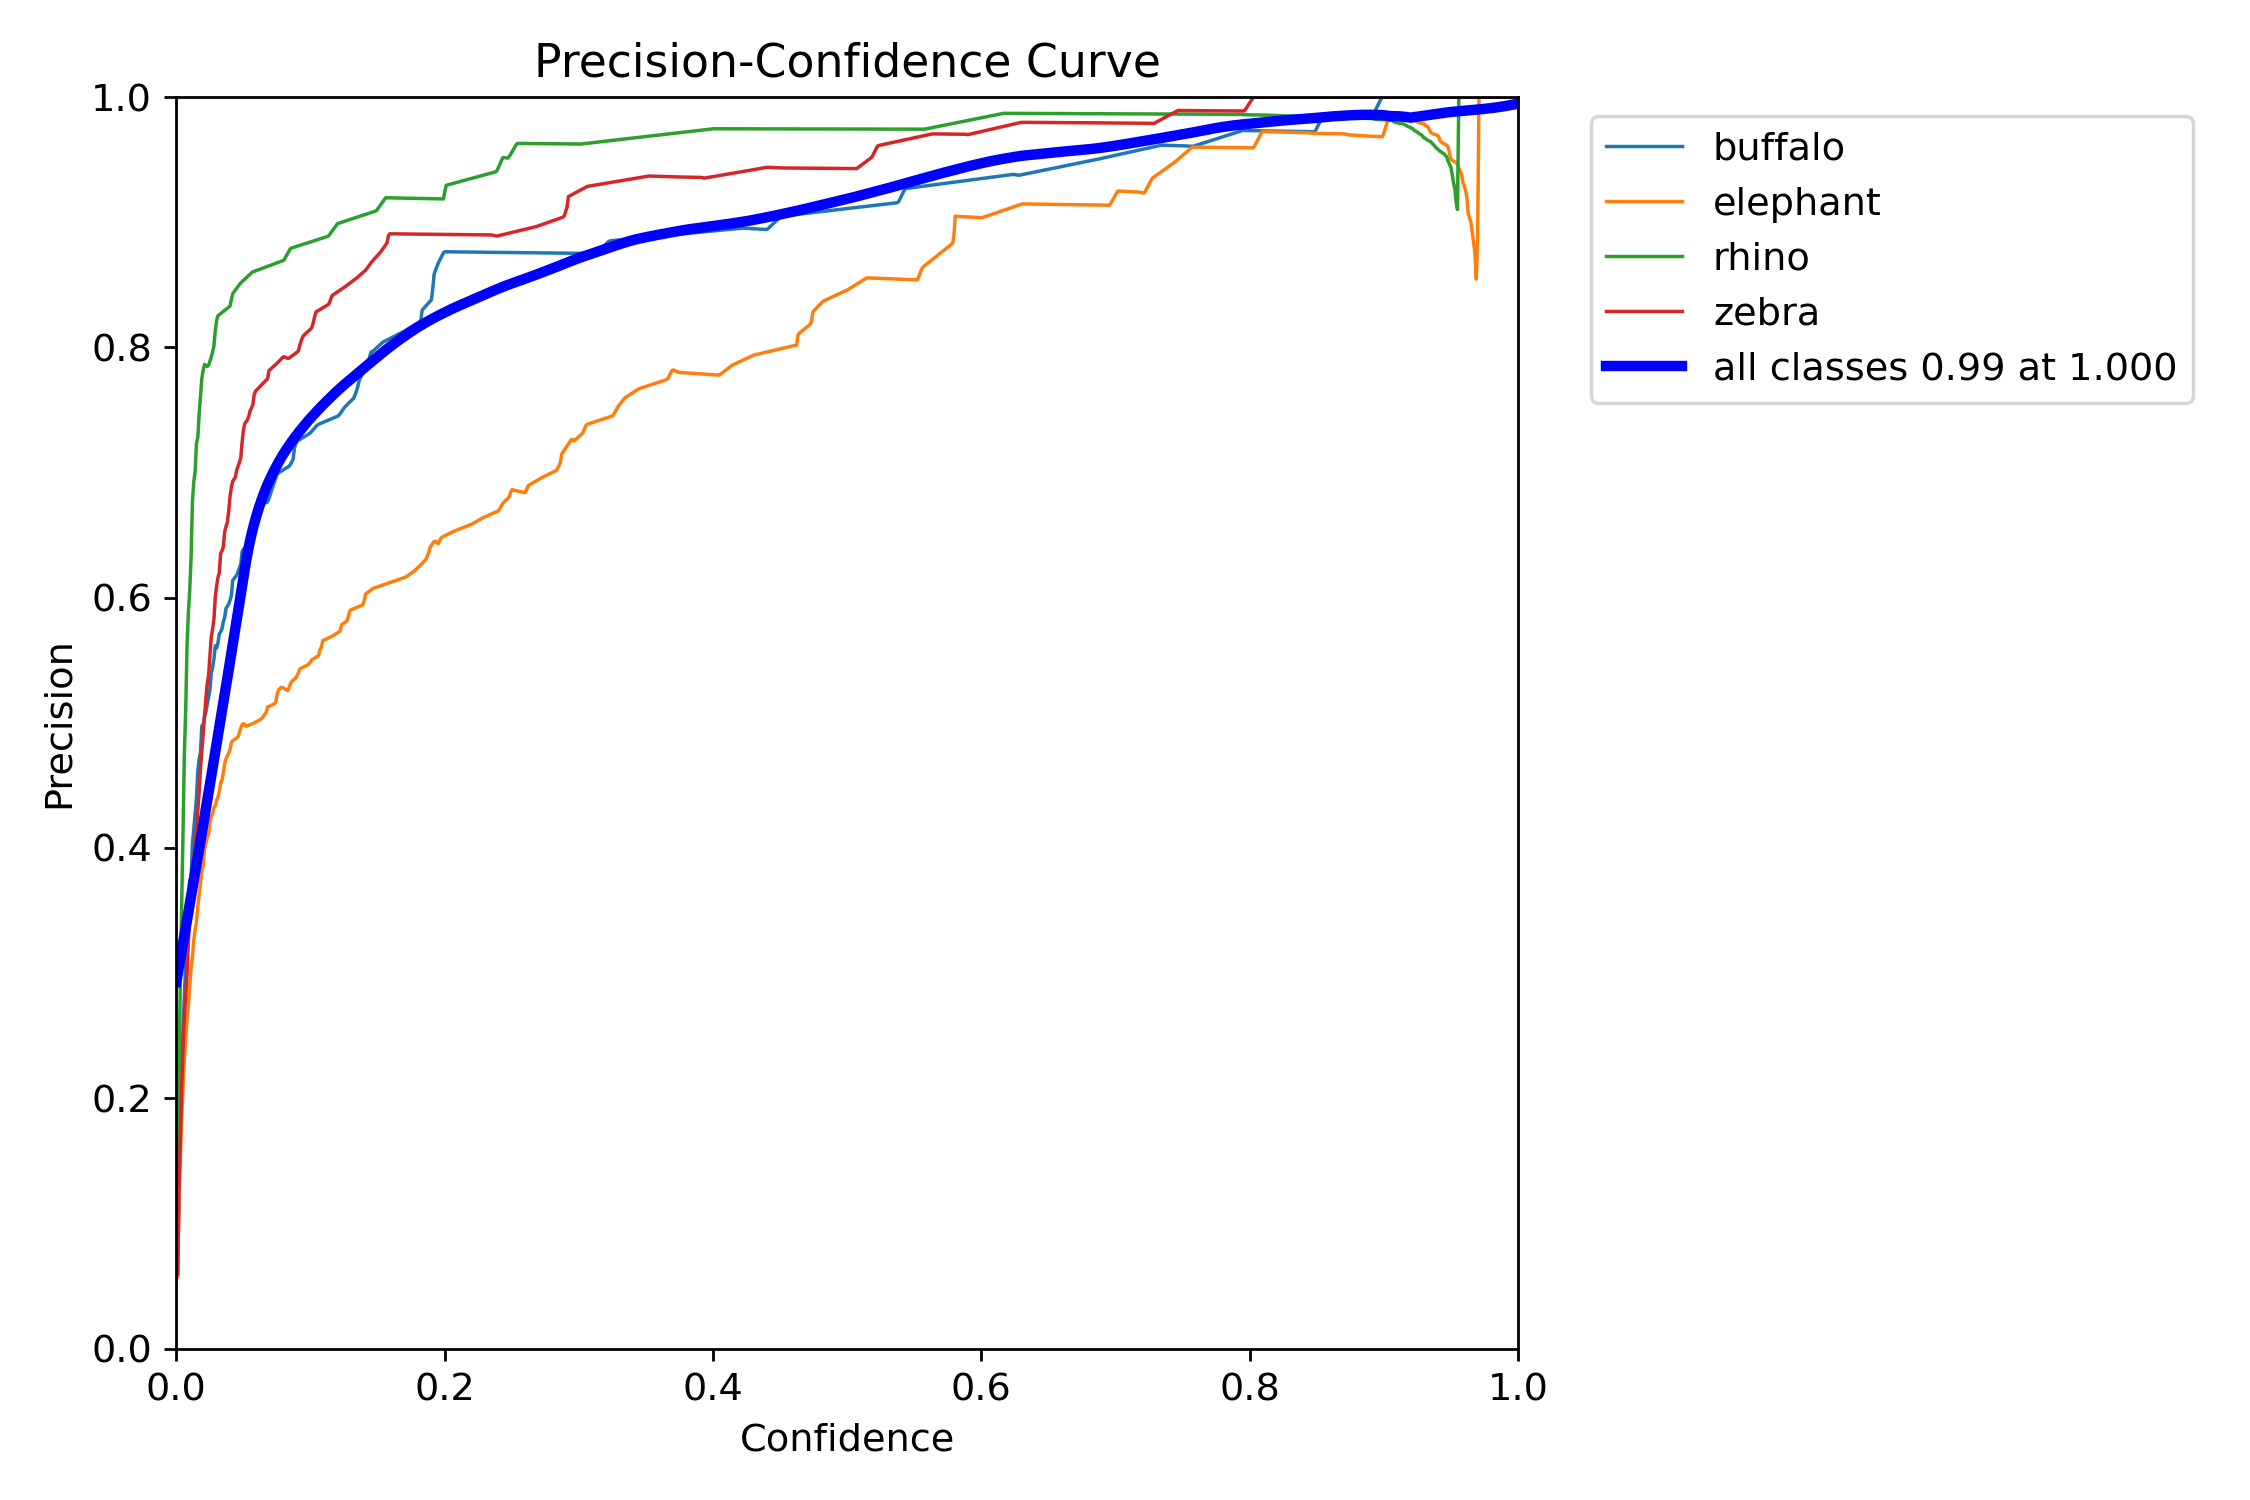 Precision-Confidence Curve
1.0
0.8
0.6
0.4
0.2
0.0
Precision
0.0 0.2 0.4 0.6 0.8 1.0
Confidence
buffalo
elephant
rhino
zebra
all classes 0.99 at 1.000